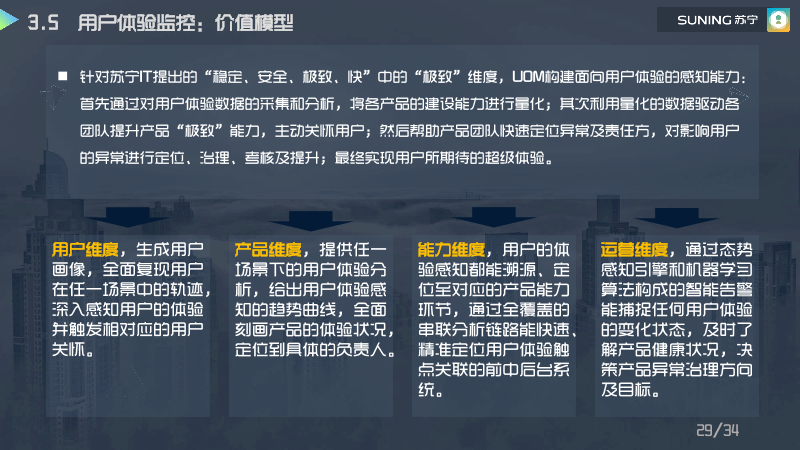 3.5 用户体验监控：价值模型
SUNING 苏宁
■ 针对苏宁IT提出的“稳定、安全、极致、快”中的“极致”维度，UOM构建面向用户体验的感知能力：
首先通过对用户体验数据的采集和分析，将各产品的建设能力进行量化；其次利用量化的数据驱动各
团队提升产品“极致”能力，主动关怀用户；然后帮助产品团队快速定位异常及责任方，对影响用户
的异常进行定位、治理、考核及提升；最终实现用户所期待的超级体验。
用户维度，生成用户
画像，全面复现用户
在任一场景中的轨迹，
深入感知用户的体验
并触发相对应的用户
关怀。
产品维度，提供任一
场景下的用户体验分
析，给出用户体验感
知的趋势曲线，全面
刻画产品的体验状况，
定位到具体的负责人。
能力维度，用户的体
验感知都能溯源、定
位至对应的产品能力
环节，通过全覆盖的
串联分析链路能快速、
精准定位用户体验触
点关联的前中后台系
统。
运营维度，通过态势
感知引擎和机器学习
算法构成的智能告警
能捕捉任何用户体验
的变化状态，及时了
解产品健康状况，决
策产品异常治理方向
及目标。
29/34